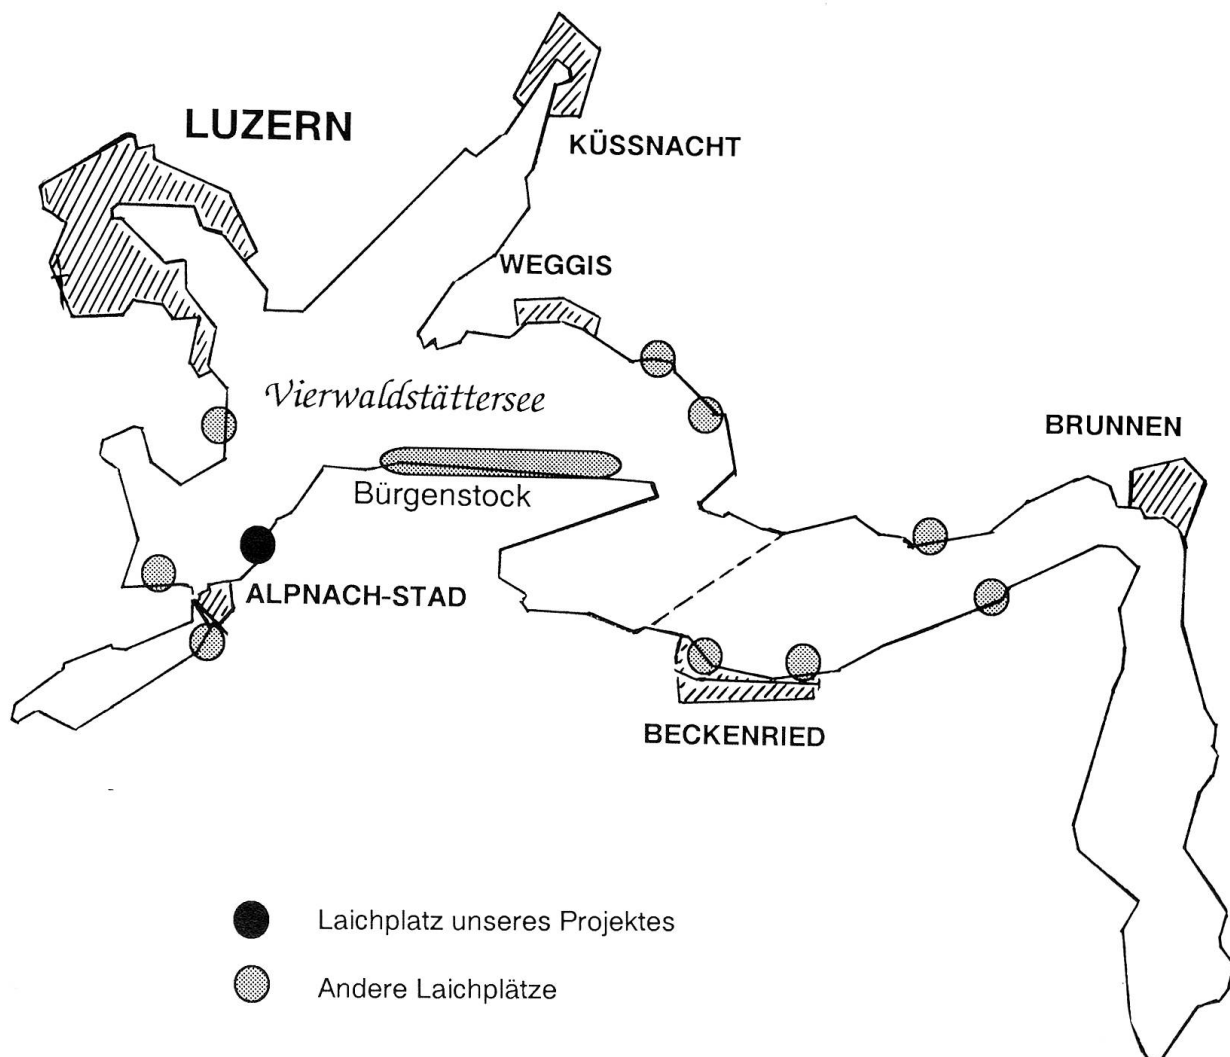 LUZERN
KÜSSNACHT
WEGGIS
Vierwaldstättersee
BRUNNEN
Bürgenstock
ALPNACH-STAD
BECKENRIED
Laichplatz unseres Projektes
Andere Laichplätze